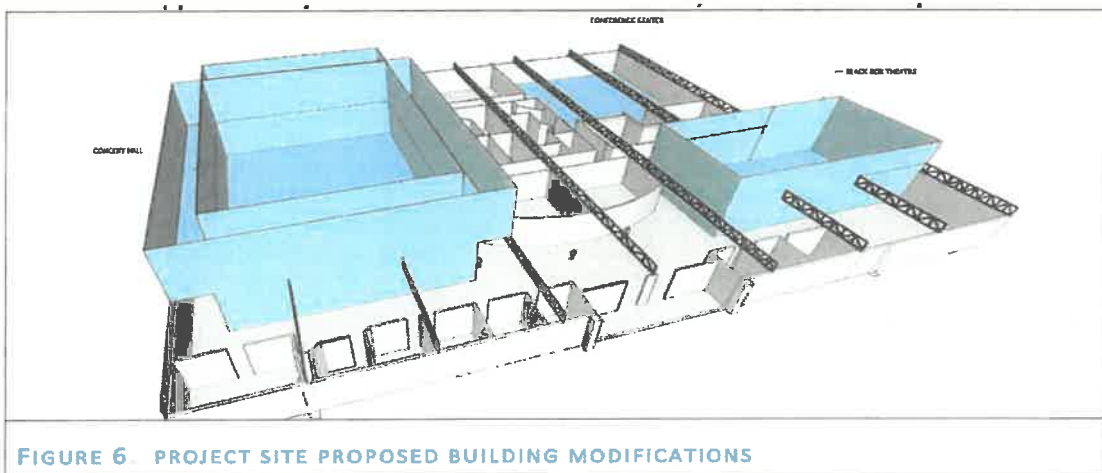 CONFERENCE CENTER
BLACK BOX THEATRE
CONCERT HALL
FIGURE 6 PROJECT SITE PROPOSED BUILDING MODIFICATIONS